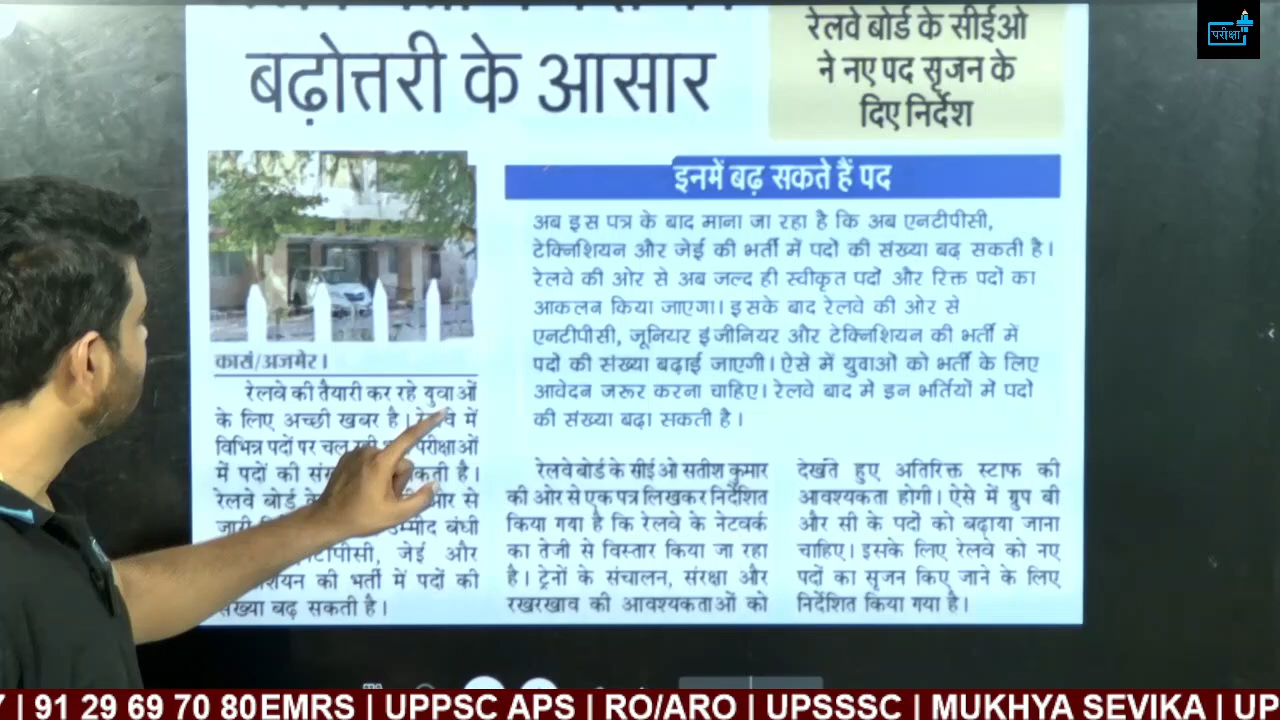 बढ़ोत्तरी के आसार
रेलवे बोर्ड के सीईओ
ने नए पद सृजन के
दिए निर्देश
परीक्षा
इनमें बढ़ सकते हैं पद
अब इस पत्र के बाद माना जा रहा है कि अब एनटीपीसी,
टेक्निशियन और जेई की भर्ती में पदों की संख्या बढ़ सकती है।
रेलवे की ओर से अब जल्द ही स्वीकृत पदों और रिक्त पदों का
आकलन किया जाएगा। इसके बाद रेलवे की ओर से
एनटीपीसी, जूनियर इंजीनियर और टेक्निशियन की भर्ती में
पदों की संख्या बढ़ाई जाएगी। ऐसे में युवाओं को भर्ती के लिए
आवेदन जरूर करना चाहिए। रेलवे बाद में इन भर्तियों में पदों
की संख्या बढ़ा सकती है।
कासं/अजमेर।
रेलवे की तैयारी कर रहे युवाओं
के लिए अच्छी खबर है। में
विभिन्न पदों पर चल परीक्षाओं
में पदों की है।
रेलवे बोर्ड ओर से
बंधी
जेई और
की भर्ती में पदों की
संख्या बढ़ सकती है।
रेलवे बोर्ड के सीईओ सतीश कुमार
की ओर से एक पत्र लिखकर निर्देशित
किया गया है कि रेलवे के नेटवर्क
का तेजी से विस्तार किया जा रहा
है। ट्रेनों के संचालन, संरक्षा और
रखरखाव की आवश्यकताओं को
देखते हुए अतिरिक्त स्टाफ की
आवश्यकता होगी। ऐसे में ग्रुप बी
और सी के पदों को बढ़ाया जाना
चाहिए। इसके लिए रेलवे को नए
पदों का सृजन किए जाने के लिए
निर्देशित किया गया है।
7 | 91 29 69 70 80EMRS | UPPSC APS | RO/ARO | UPSSSC | MUKHYA SEVIKA | UP